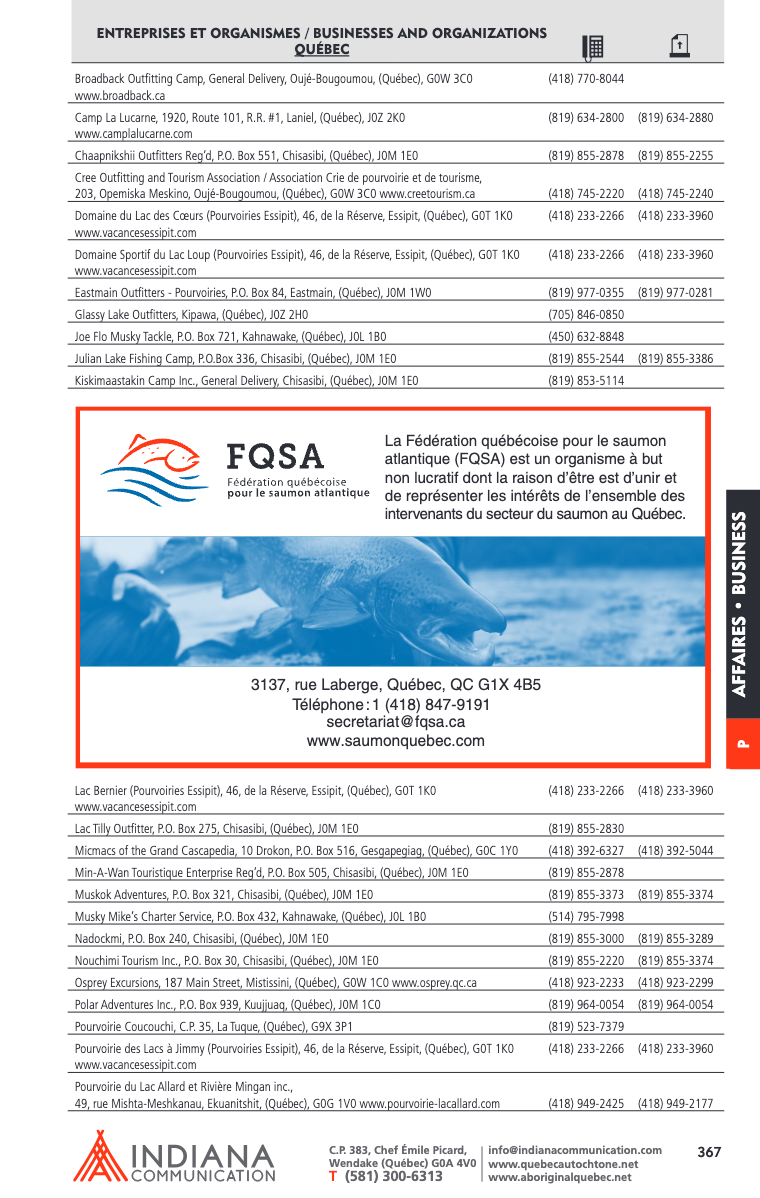 ENTREPRISES ET ORGANISMES / BUSINESSES AND ORGANIZATIONS
QUÉBEC
Broadback Outfitting Camp, General Delivery, Oujé-Bougoumou, (Québec), G0W 3C0 (418) 770-8044
www.broadback.ca
Camp La Lucarne, 1920, Route 101, R.R. #1, Laniel, (Québec), J0Z 2K0 (819) 634-2800 (819) 634-2880
www.camplalucarne.com
Chaapnikshii Outfitters Reg'd, P.O. Box 551, Chisasibi, (Québec), J0M 1E0 (819) 855-2878 (819) 855-2255
Cree Outfitting and Tourism Association / Association Crie de pourvoirie et de tourisme,
203, Opemiska Meskino, Oujé-Bougoumou, (Québec), G0W 3C0 www.creetourism.ca (418) 745-2220 (418) 745-2240
Domaine du Lac des Cœurs (Pourvoiries Essipit), 46, de la Réserve, Essipit, (Québec), G0T 1K0 (418) 233-2266 (418) 233-3960
www.vacancesessipit.com
Domaine Sportif du Lac Loup (Pourvoiries Essipit), 46, de la Réserve, Essipit, (Québec), G0T 1K0 (418) 233-2266 (418) 233-3960
www.vacancesessipit.com
Eastmain Outfitters - Pourvoiries, P.O. Box 84, Eastmain, (Québec), J0M 1W0 (819) 977-0355 (819) 977-0281
Glassy Lake Outfitters, Kipawa, (Québec), J0Z 2H0 (705) 846-0850
Joe Flo Musky Tackle, P.O. Box 721, Kahnawake, (Québec), J0L 1B0 (450) 632-8848
Julian Lake Fishing Camp, P.O.Box 336, Chisasibi, (Québec), J0M 1E0 (819) 855-2544 (819) 855-3386
Kiskimaastakin Camp Inc., General Delivery, Chisasibi, (Québec), J0M 1E0 (819) 853-5114
FQSA
Fédération québécoise
pour le saumon atlantique
La Fédération québécoise pour le saumon
atlantique (FQSA) est un organisme à but
non lucratif dont la raison d'être est d'unir et
de représenter les intérêts de l'ensemble des
intervenants du secteur du saumon au Québec.
3137, rue Laberge, Québec, QC G1X 4B5
Téléphone : 1 (418) 847-9191
secretariat@fqsa.ca
www.saumonquebec.com
AFFAIRES • BUSINESS
P
Lac Bernier (Pourvoiries Essipit), 46, de la Réserve, Essipit, (Québec), G0T 1K0 (418) 233-2266 (418) 233-3960
www.vacancesessipit.com
Lac Tilly Outfitter, P.O. Box 275, Chisasibi, (Québec), J0M 1E0 (819) 855-2830
Micmacs of the Grand Cascapedia, 10 Drokon, P.O. Box 516, Gesgapegiag, (Québec), G0C 1Y0 (418) 392-6327 (418) 392-5044
Min-A-Wan Touristique Enterprise Reg'd, P.O. Box 505, Chisasibi, (Québec), J0M 1E0 (819) 855-2878
Muskok Adventures, P.O. Box 321, Chisasibi, (Québec), J0M 1E0 (819) 855-3373 (819) 855-3374
Musky Mike's Charter Service, P.O. Box 432, Kahnawake, (Québec), J0L 1B0 (514) 795-7998
Nadockmi, P.O. Box 240, Chisasibi, (Québec), J0M 1E0 (819) 855-3000 (819) 855-3289
Nouchimi Tourism Inc., P.O. Box 30, Chisasibi, (Québec), J0M 1E0 (819) 855-2220 (819) 855-3374
Osprey Excursions, 187 Main Street, Mistissini, (Québec), G0W 1C0 www.osprey.qc.ca (418) 923-2233 (418) 923-2299
Polar Adventures Inc., P.O. Box 939, Kuujjuaq, (Québec), J0M 1C0 (819) 964-0054 (819) 964-0054
Pourvoirie Coucouchi, C.P. 35, La Tuque, (Québec), G9X 3P1 (819) 523-7379
Pourvoirie des Lacs à Jimmy (Pourvoiries Essipit), 46, de la Réserve, Essipit, (Québec), G0T 1K0 (418) 233-2266 (418) 233-3960
www.vacancesessipit.com
Pourvoirie du Lac Allard et Rivière Mingan inc.,
49, rue Mishta-Meshkanau, Ekuanitshit, (Québec), G0G 1V0 www.pourvoirie-lacallard.com (418) 949-2425 (418) 949-2177
INDIANA
COMMUNICATION
C.P. 383, Chef Émile Picard,
Wendake (Québec) G0A 4V0
T (581) 300-6313
info@indianacommunication.com
www.quebecautochtone.net
www.aboriginalquebec.net
367